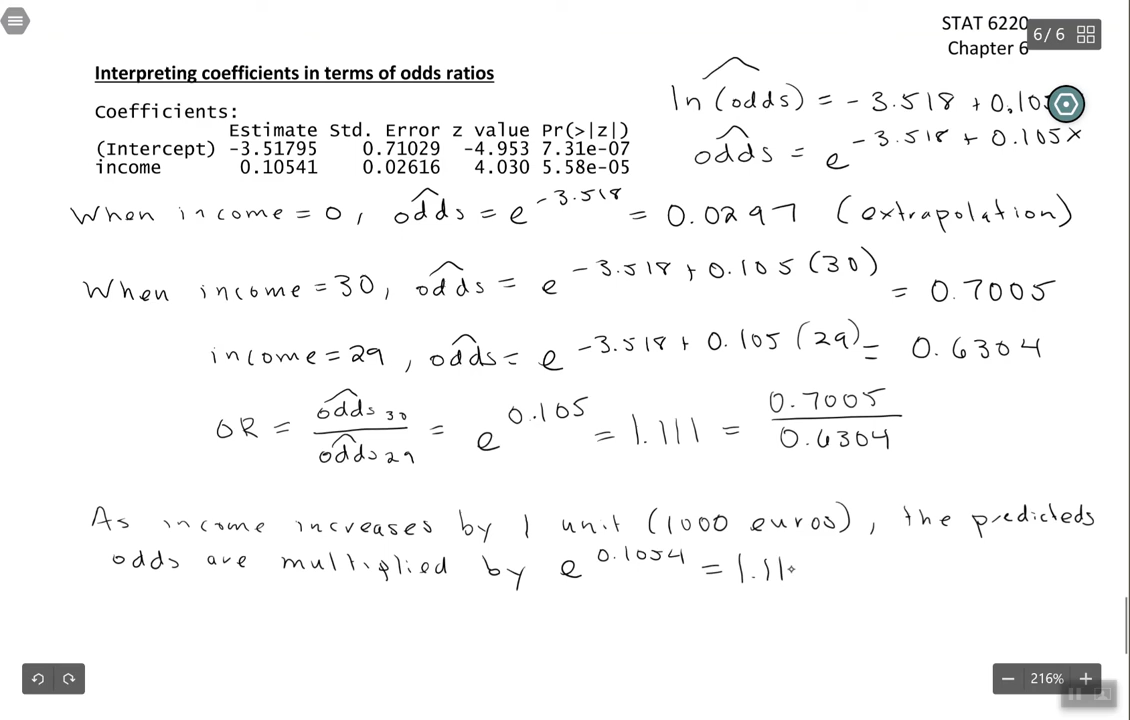 STAT 6220
6 / 6
Chapter 6
Interpreting coefficients in terms of odds ratios
ln (odds) = - 3.518 + 0.10
Coefficients:
Estimate Std. Error z value Pr(>|z|)
(Intercept) -3.51795 0.71029 -4.953 7.31e-07
income 0.10541 0.02616 4.030 5.58e-05
odds = e^- 3.518 + 0.105x
When income = 0, odds = e^-3.518 = 0.0297 (extrapolation)
When income = 30, odds = e^-3.518 + 0.105 (30) = 0.7005
income = 29, odds = e^-3.518 + 0.105 (29) = 0.6304
OR = odds 30 / odds 29 = e^0.105 = 1.111 = 0.7005 / 0.6304
As income increases by 1 unit (1000 euros), the predicteds
odds are multiplied by e^0.1054 = 1.11
216%